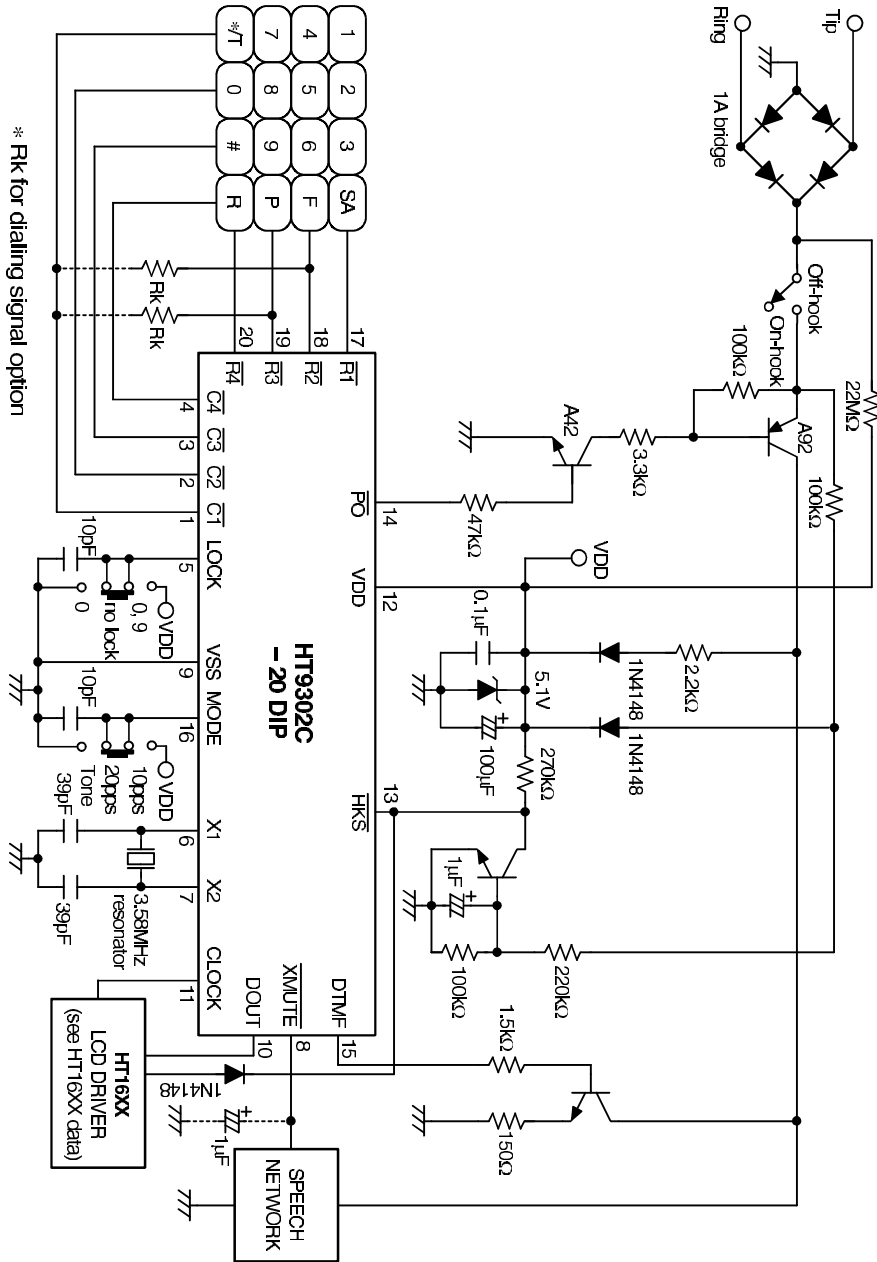 Tip
Ring
1A bridge
Off-hook
On-hook
22MΩ
100kΩ
A92
100kΩ
3.3kΩ
A42
47kΩ
VDD
2.2kΩ
1N4148
1N4148
0.1µF
5.1V
100µF
+
270kΩ
1µF
+
220kΩ
100kΩ
1.5kΩ
150Ω
1 2 3 SA
4 5 6 F
7 8 9 P
*/T 0 # R
Rk
Rk
17
18
19
20
R1
R2
R3
R4
14
PO
12
VDD
13
HKS
15
DTMF
8
XMUTE
10
DOUT
HT9302C
– 20 DIP
C4
4
C3
3
C2
2
C1
1
LOCK
5
VSS
9
MODE
16
X1
6
X2
7
CLOCK
11
10pF
VDD
0, 9
no lock
0
10pF
VDD
10pps
20pps
Tone
39pF
39pF
3.58MHz
resonator
HT16XX
LCD DRIVER
(see HT16XX data)
1N4148
1µF
+
SPEECH
NETWORK
* Rk for dialing signal option